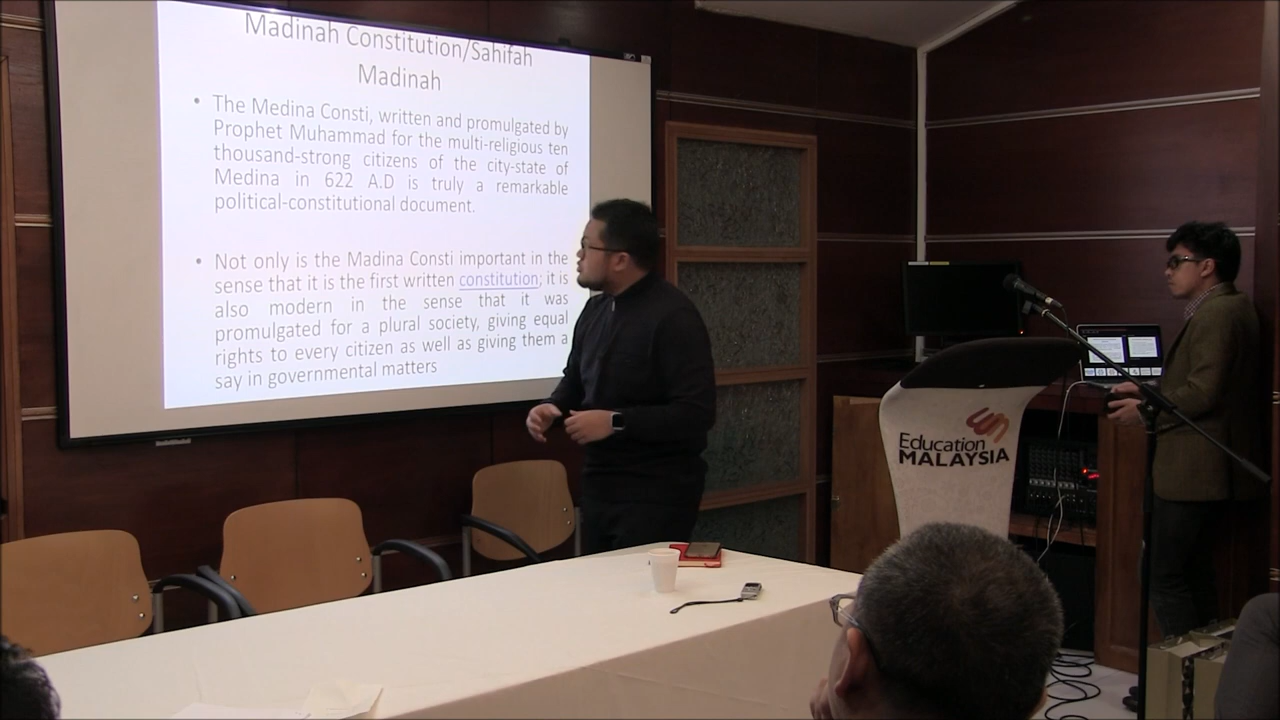 Madinah Constitution/Sahifah
Madinah
• The Medina Consti, written and promulgated by
Prophet Muhammad for the multi-religious ten
thousand-strong citizens of the city-state of
Medina in 622 A.D is truly a remarkable
political-constitutional document.
• Not only is the Madina Consti important in the
sense that it is the first written constitution; it is
also modern in the sense that it was
promulgated for a plural society, giving equal
rights to every citizen as well as giving them a
say in governmental matters
Education
MALAYSIA